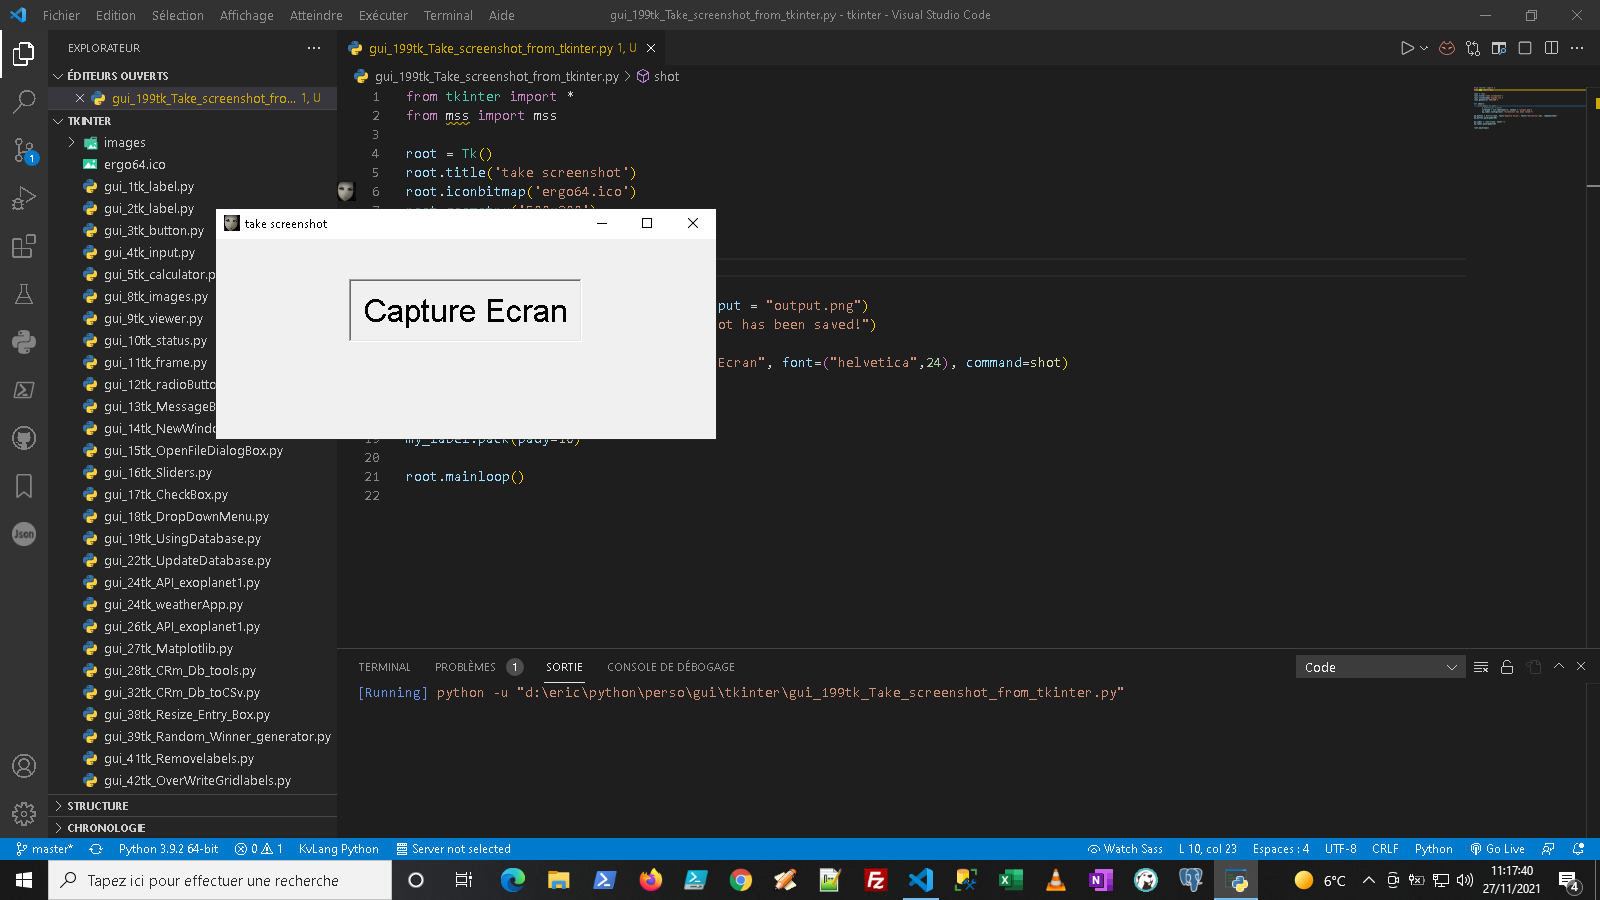 Fichier Edition Sélection Affichage Atteindre Exécuter Terminal Aide
gui_199tk_Take_screenshot_from_tkinter.py - tkinter - Visual Studio Code
EXPLORATEUR
ÉDITEURS OUVERTS
gui_199tk_Take_screenshot_fro... 1, U
TKINTER
images
ergo64.ico
gui_1tk_label.py
gui_2tk_label.py
gui_3tk_button.py
gui_4tk_input.py
gui_5tk_calculator.p
gui_8tk_images.py
gui_9tk_viewer.py
gui_10tk_status.py
gui_11tk_frame.py
gui_12tk_radioButto
gui_13tk_MessageB
gui_14tk_NewWindo
gui_15tk_OpenFileDialogBox.py
gui_16tk_Sliders.py
gui_17tk_CheckBox.py
gui_18tk_DropDownMenu.py
gui_19tk_UsingDatabase.py
gui_22tk_UpdateDatabase.py
gui_24tk_API_exoplanet1.py
gui_24tk_weatherApp.py
gui_26tk_API_exoplanet1.py
gui_27tk_Matplotlib.py
gui_28tk_CRm_Db_tools.py
gui_32tk_CRm_Db_toCSv.py
gui_38tk_Resize_Entry_Box.py
gui_39tk_Random_Winner_generator.py
gui_41tk_Removelabels.py
gui_42tk_OverWriteGridlabels.py
STRUCTURE
CHRONOLOGIE
1
Json
gui_199tk_Take_screenshot_from_tkinter.py 1, U
gui_199tk_Take_screenshot_from_tkinter.py > shot
1 from tkinter import *
2 from mss import mss
3
4 root = Tk()
5 root.title('take screenshot')
6 root.iconbitmap('ergo64.ico')
take screenshot
Capture Ecran
put = "output.png")
ot has been saved!")
Ecran", font=("helvetica",24), command=shot)
20
21 root.mainloop()
22
TERMINAL PROBLÈMES 1 SORTIE CONSOLE DE DÉBOGAGE
Code
[Running] python -u "d:\eric\python\perso\gui\tkinter\gui_199tk_Take_screenshot_from_tkinter.py"
master* Python 3.9.2 64-bit 0 1 KvLang Python Server not selected
Watch Sass L 10, col 23 Espaces : 4 UTF-8 CRLF Python Go Live
Tapez ici pour effectuer une recherche
6°C
11:17:40
27/11/2021
4